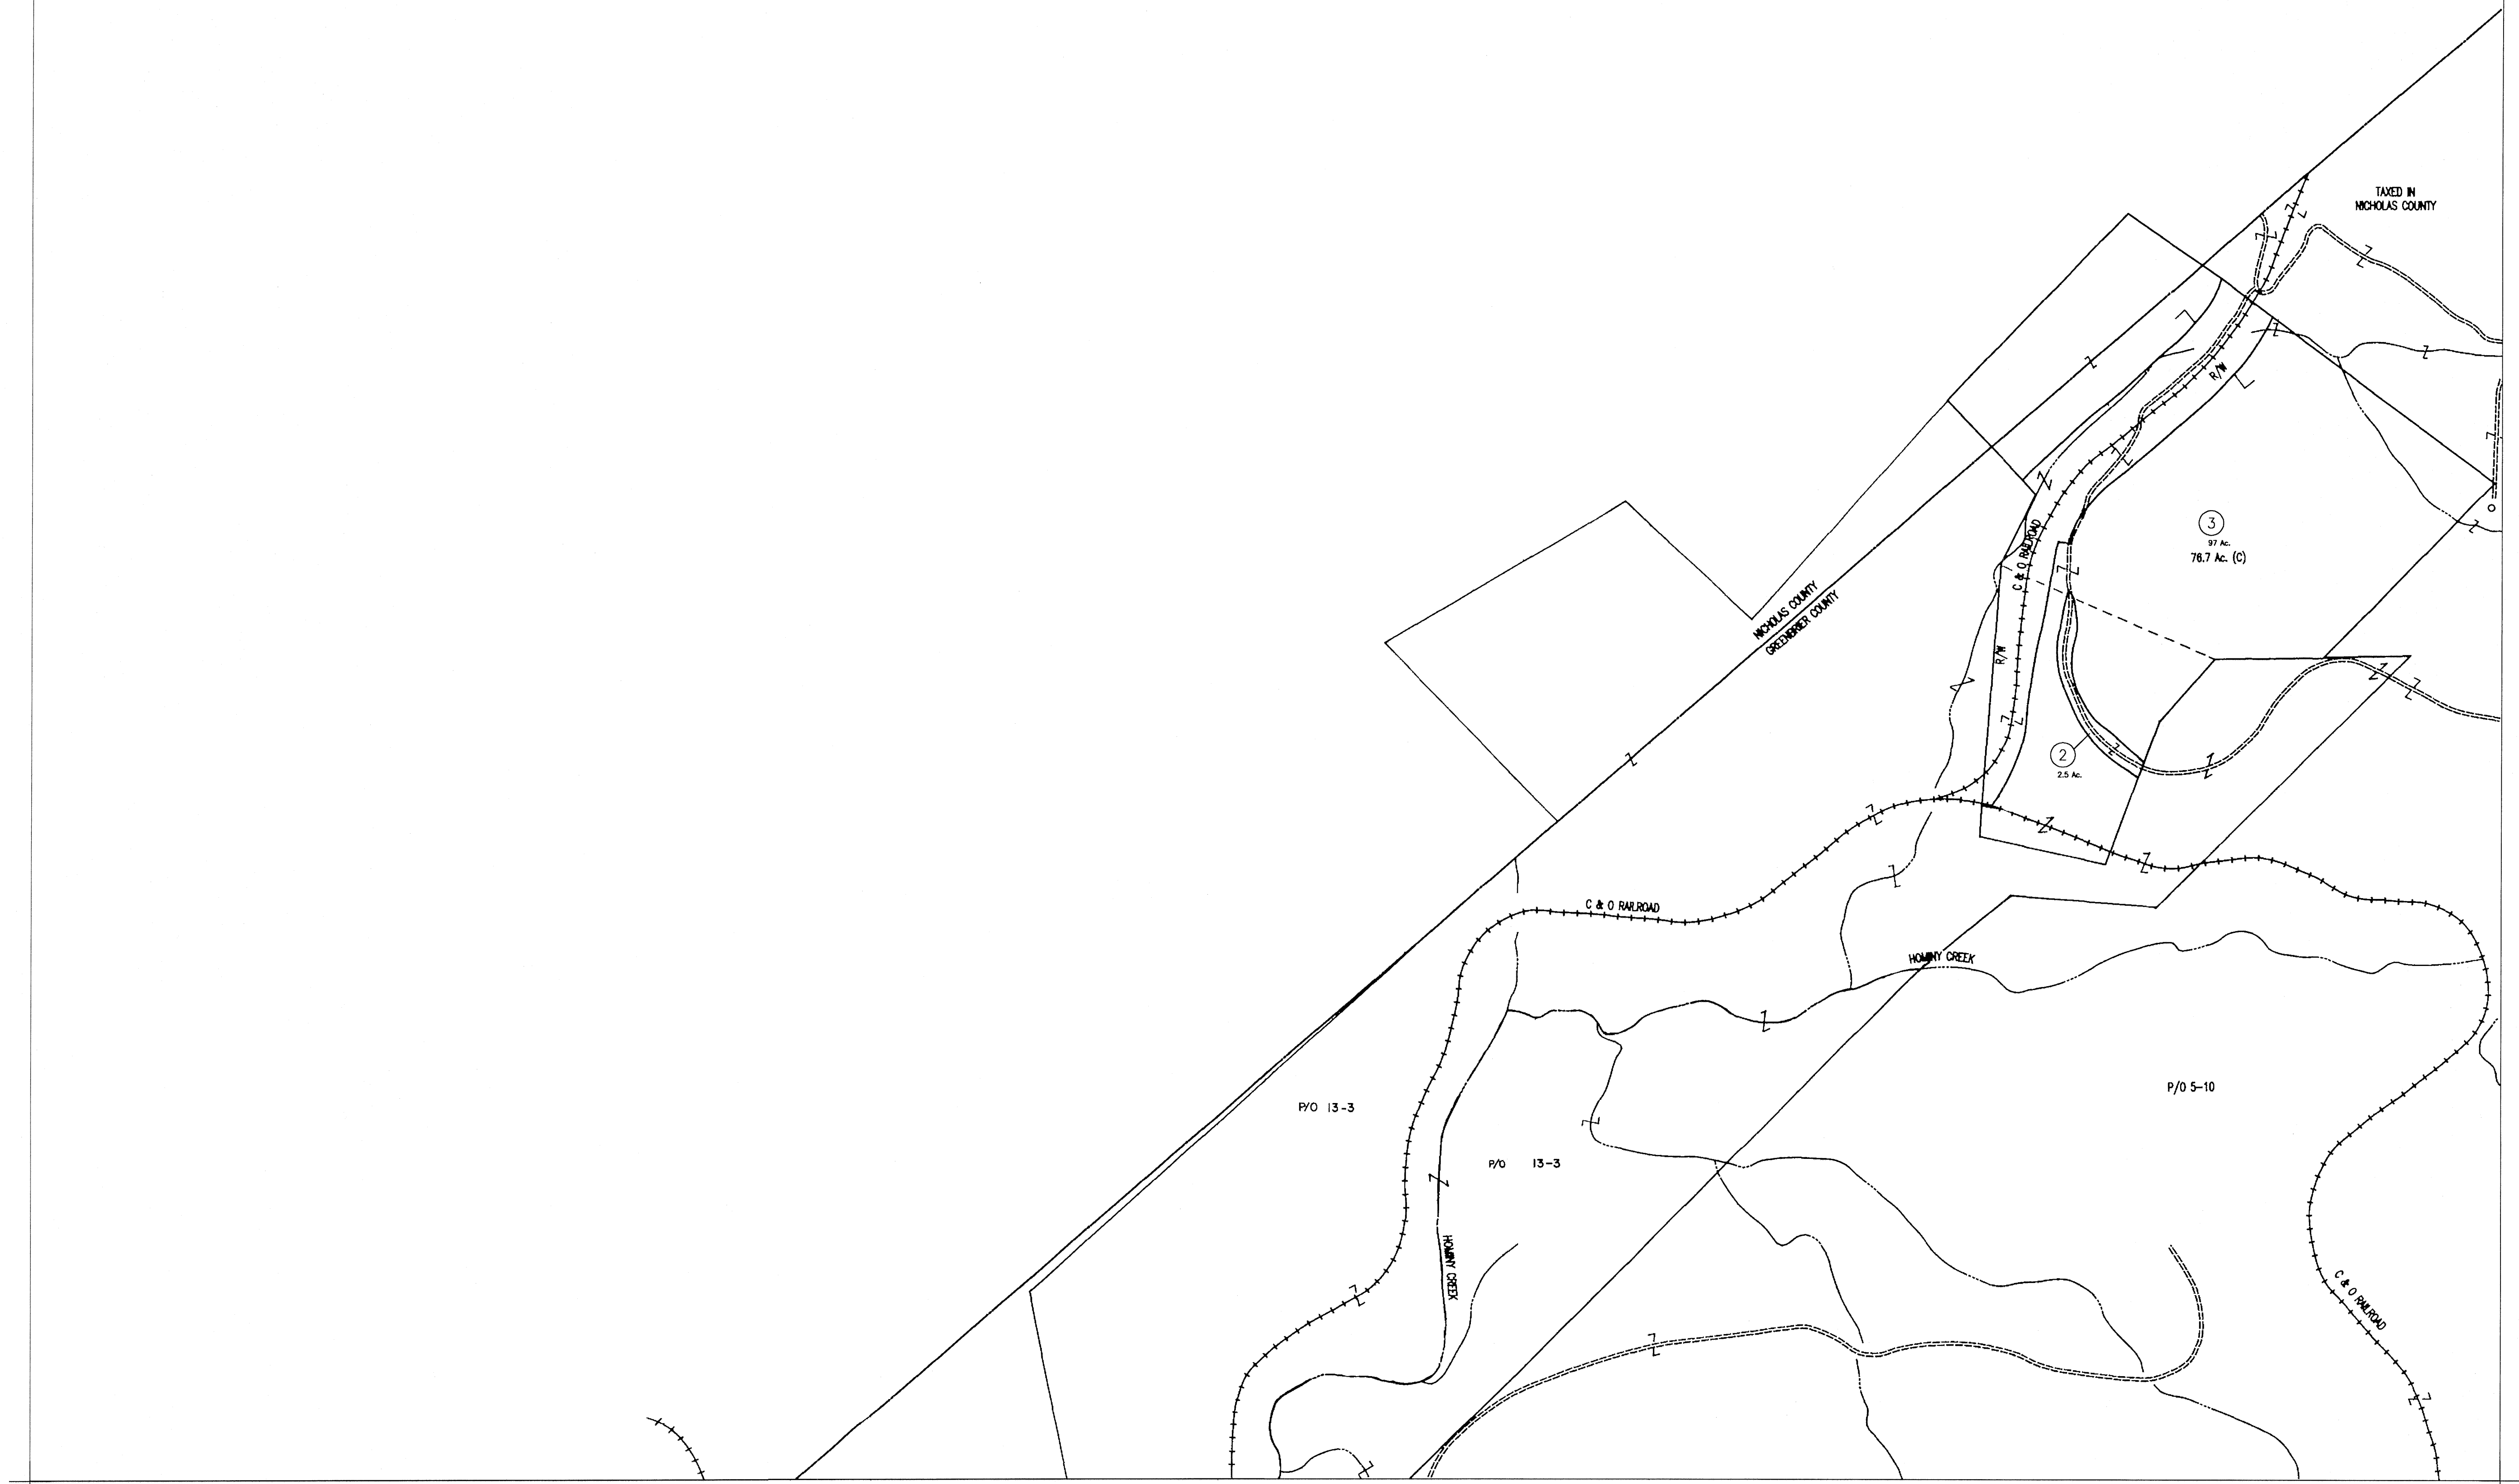 TAXED IN
NICHOLAS COUNTY
R/W
3
97 Ac.
76.7 Ac. (C)
C & O RAILROAD
NICHOLAS COUNTY
GREENBRIER COUNTY
R/W
2
2.5 Ac.
C & O RAILROAD
HOMINY CREEK
P/O 5-10
P/O 13-3
P/O 13-3
HOMINY CREEK
C & O RAILROAD